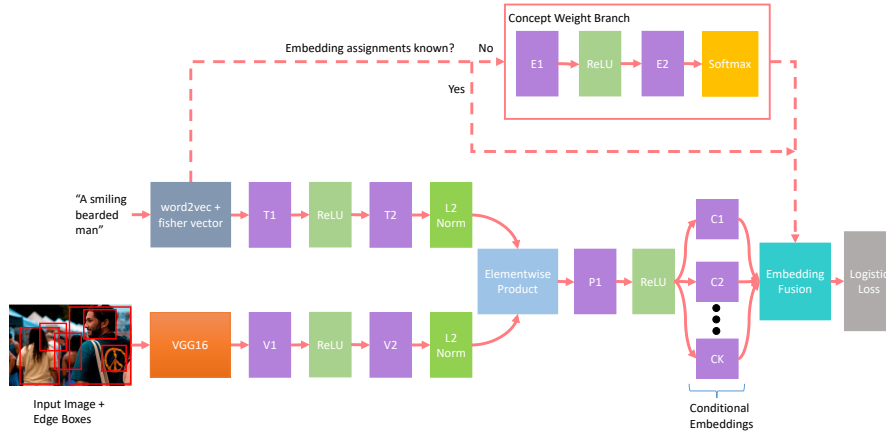 Concept Weight Branch
Embedding assignments known?
No
Yes
E1
ReLU
E2
Softmax
"A smiling
bearded
man"
word2vec +
fisher vector
T1
ReLU
T2
L2
Norm
Elementwise
Product
P1
ReLU
C1
C2
CK
Embedding
Fusion
Logistic
Loss
VGG16
V1
ReLU
V2
L2
Norm
Input Image +
Edge Boxes
Conditional
Embeddings